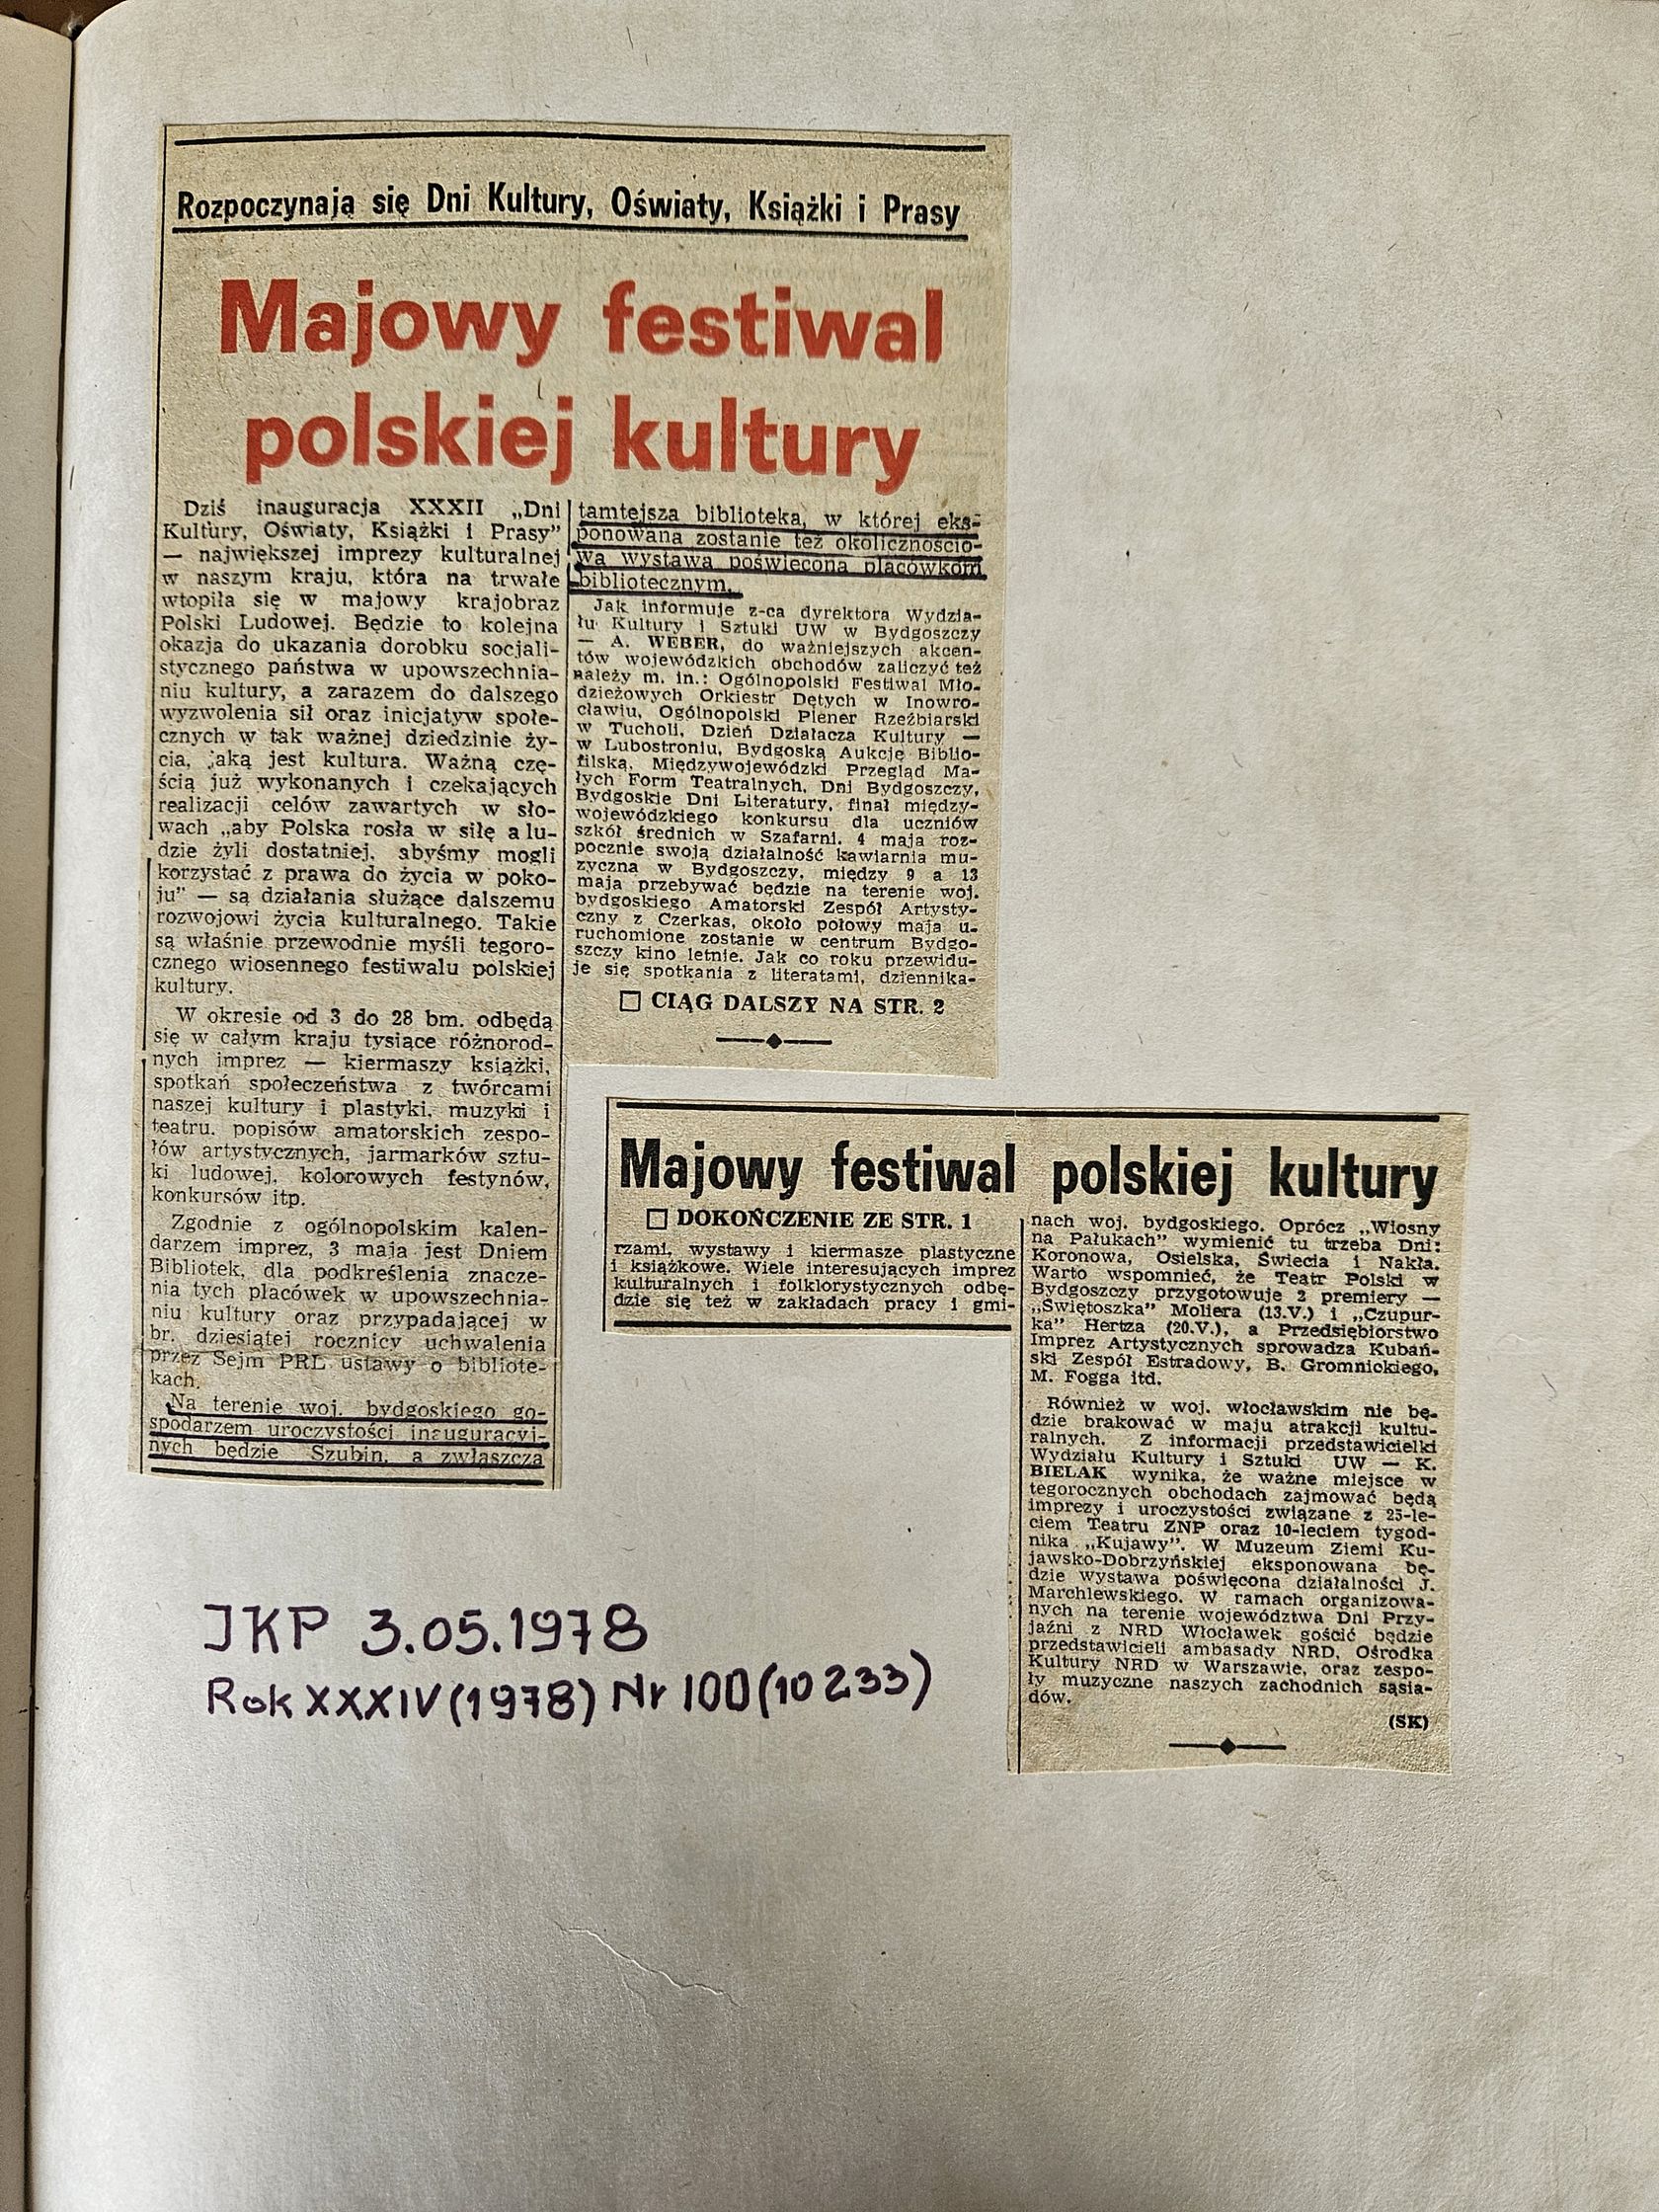 Rozpoczynają się Dni Kultury, Oświaty, Książki i Prasy
Majowy festiwal
polskiej kultury
Dziś inauguracja XXXII „Dni
Kultury, Oświaty, Książki i Prasy”
— największej imprezy kulturalnej
w naszym kraju, która na trwałe
wtopiła się w majowy krajobraz
Polski Ludowej. Będzie to kolejna
okazja do ukazania dorobku socjali-
stycznego państwa w upowszechnia-
niu kultury, a zarazem do dalszego
wyzwolenia sił oraz inicjatyw społe-
cznych w tak ważnej dziedzinie ży-
cia, jaką jest kultura. Ważną czę-
ścią już wykonanych i czekających
realizacji celów zawartych w sło-
wach „aby Polska rosła w siłę a lu-
dzie żyli dostatniej, abyśmy mogli
korzystać z prawa do życia w poko-
ju” — są działania służące dalszemu
rozwojowi życia kulturalnego. Takie
są właśnie przewodnie myśli tegoro-
cznego wiosennego festiwalu polskiej
kultury.
W okresie od 3 do 28 bm. odbędą
się w całym kraju tysiące różnorod-
nych imprez — kiermaszy książki,
spotkań społeczeństwa z twórcami
naszej kultury i plastyki, muzyki i
teatru, popisów amatorskich zespo-
łów artystycznych, jarmarków sztu-
ki ludowej, kolorowych festynów,
konkursów itp.
Zgodnie z ogólnopolskim kalen-
darzem imprez, 3 maja jest Dniem
Bibliotek, dla podkreślenia znacze-
nia tych placówek w upowszechnia-
niu kultury oraz przypadającej w
br. dziesiątej rocznicy uchwalenia
przez Sejm PRL ustawy o bibliote-
kach.
Na terenie woj. bydgoskiego go-
spodarzem uroczystości inauguracyj-
nych będzie Szubin, a zwłaszcza
tamtejsza biblioteka, w której eks-
ponowana zostanie też okolicznościo-
wa wystawa poświęcona placówkom
bibliotecznym.
Jak informuje z-ca dyrektora Wydzia-
łu Kultury i Sztuki UW w Bydgoszczy
— A. WEBER, do ważniejszych akcen-
tów wojewódzkich obchodów zaliczyć też
należy m. in.: Ogólnopolski Festiwal Mło-
dzieżowych Orkiestr Dętych w Inowro-
cławiu, Ogólnopolski Plener Rzeźbiarski
w Tucholi, Dzień Działacza Kultury —
w Lubostroniu, Bydgoską Aukcję Biblio-
filską, Międzywojewódzki Przegląd Ma-
łych Form Teatralnych, Dni Bydgoszczy,
Bydgoskie Dni Literatury, finał między-
wojewódzkiego konkursu dla uczniów
szkół średnich w Szafarni. 4 maja roz-
pocznie swoją działalność kawiarnia mu-
zyczna w Bydgoszczy, między 9 a 13
maja przebywać będzie na terenie woj.
bydgoskiego Amatorski Zespół Artysty-
czny z Czerkas, około połowy maja u-
ruchomione zostanie w centrum Bydgo-
szczy kino letnie. Jak co roku przewidu-
je się spotkania z literatami, dziennika-
□ CIĄG DALSZY NA STR. 2
Majowy festiwal polskiej kultury
□ DOKOŃCZENIE ZE STR. 1
rzami, wystawy i kiermasze plastyczne
i książkowe. Wiele interesujących imprez
kulturalnych i folklorystycznych odbę-
dzie się też w zakładach pracy i gmi-
nach woj. bydgoskiego. Oprócz „Wiosny
na Pałukach” wymienić tu trzeba Dni:
Koronowa, Osielska, Świecia i Nakła.
Warto wspomnieć, że Teatr Polski w
Bydgoszczy przygotowuje 2 premiery —
„Świętoszka” Moliera (13.V.) i „Czupur-
ka” Hertza (20.V.), a Przedsiębiorstwo
Imprez Artystycznych sprowadza Kubań-
ski Zespół Estradowy, B. Gromnickiego,
M. Fogga itd.
Również w woj. włocławskim nie bę-
dzie brakować w maju atrakcji kultu-
ralnych. Z informacji przedstawicielki
Wydziału Kultury i Sztuki UW — K.
BIELAK wynika, że ważne miejsce w
tegorocznych obchodach zajmować będą
imprezy i uroczystości związane z 25-le-
ciem Teatru ZNP oraz 10-leciem tygod-
nika „Kujawy”. W Muzeum Ziemi Ku-
jawsko-Dobrzyńskiej eksponowana bę-
dzie wystawa poświęcona działalności J.
Marchlewskiego. W ramach organizowa-
nych na terenie województwa Dni Przy-
jaźni z NRD Włocławek gościć będzie
przedstawicieli ambasady NRD, Ośrodka
Kultury NRD w Warszawie, oraz zespo-
ły muzyczne naszych zachodnich sąsia-
dów.
(SK)
IKP 3.05.1978
Rok XXXIV (1978) Nr 100 (10 233)